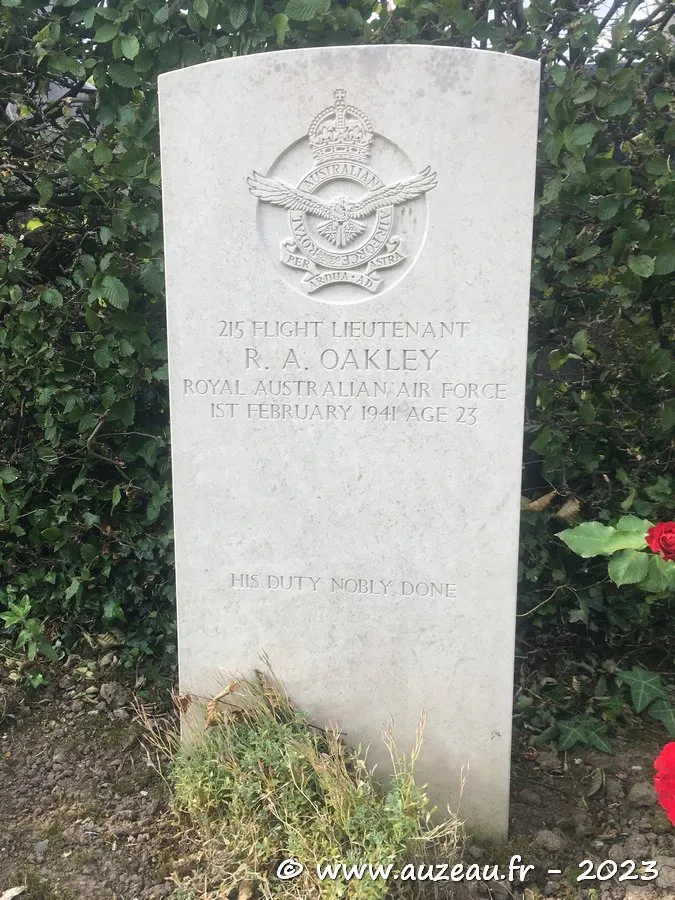 ROYAL AUSTRALIAN AIR FORCE
PER ARDUA AD ASTRA
215 FLIGHT LIEUTENANT
R. A. OAKLEY
ROYAL AUSTRALIAN AIR FORCE
1ST FEBRUARY 1941 AGE 23
HIS DUTY NOBLY DONE
© www.auzeau.fr - 2023